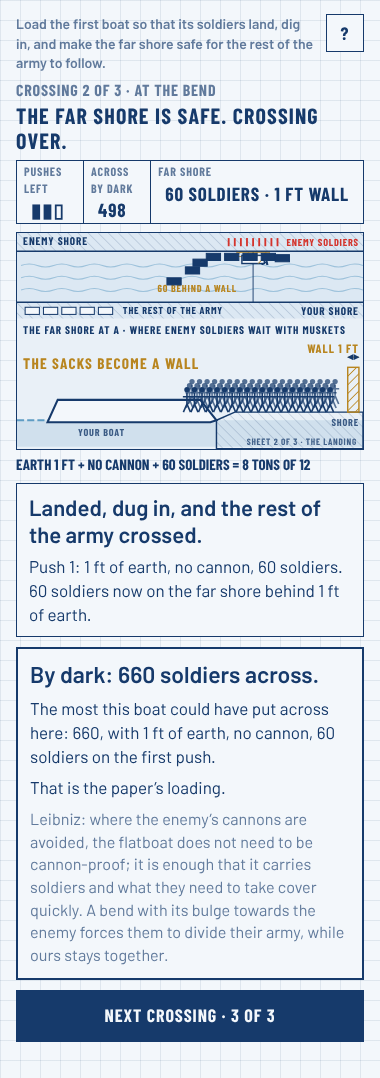 Load the first boat so that its soldiers land, dig
in, and make the far shore safe for the rest of the
army to follow.
?
CROSSING 2 OF 3 · AT THE BEND
THE FAR SHORE IS SAFE. CROSSING
OVER.
PUSHES
LEFT
ACROSS
BY DARK
498
FAR SHORE
60 SOLDIERS · 1 FT WALL
ENEMY SHORE
ENEMY SOLDIERS
60 BEHIND A WALL
THE REST OF THE ARMY
YOUR SHORE
THE FAR SHORE AT A · WHERE ENEMY SOLDIERS WAIT WITH MUSKETS
WALL 1 FT
THE SACKS BECOME A WALL
SHORE
YOUR BOAT
SHEET 2 OF 3 · THE LANDING
EARTH 1 FT + NO CANNON + 60 SOLDIERS = 8 TONS OF 12
Landed, dug in, and the rest of
the army crossed.
Push 1: 1 ft of earth, no cannon, 60 soldiers.
60 soldiers now on the far shore behind 1 ft
of earth.
By dark: 660 soldiers across.
The most this boat could have put across
here: 660, with 1 ft of earth, no cannon, 60
soldiers on the first push.
That is the paper's loading.
Leibniz: where the enemy's cannons are
avoided, the flatboat does not need to be
cannon-proof; it is enough that it carries
soldiers and what they need to take cover
quickly. A bend with its bulge towards the
enemy forces them to divide their army, while
ours stays together.
NEXT CROSSING · 3 OF 3